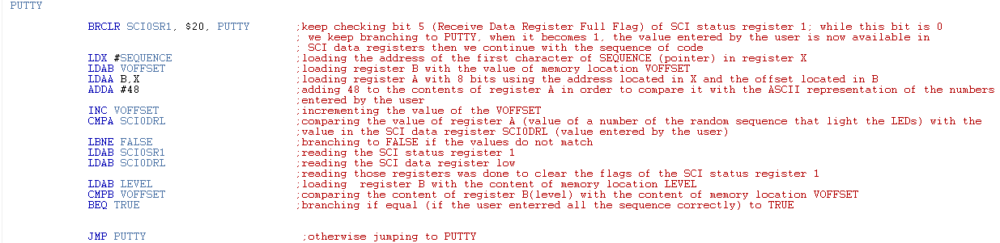 PUTTY
BRCLR SCI0SR1, $20, PUTTY ;keep checking bit 5 (Receive Data Register Full Flag) of SCI status register 1; while this bit is 0
; we keep branching to PUTTY, when it becomes 1, the value entered by the user is now available in
; SCI data registers then we continue with the sequence of code
LDX #SEQUENCE ;loading the address of the first character of SEQUENCE (pointer) in register X
LDAB VOFFSET ;loading register B with the value of memory location VOFFSET
LDAA B,X ;loading register A with 8 bits using the address located in X and the offset located in B
ADDA #48 ;adding 48 to the contents of register A in order to compare it with the ASCII representation of the numbers
;entered by the user
INC VOFFSET ;incrementing the value of the VOFFSET
CMPA SCI0DRL ;comparing the value of register A (value of a number of the random sequence that light the LEDs) with the
;value in the SCI data register SCI0DRL (value entered by the user)
LBNE FALSE ;branching to FALSE if the values do not match
LDAB SCI0SR1 ;reading the SCI status register 1
LDAB SCI0DRL ;reading the SCI data register low
;reading those registers was done to clear the flags of the SCI status register 1
LDAB LEVEL ;loading  register B with the content of memory location LEVEL
CMPB VOFFSET ;comparing the content of register B(level) with the content of memory location VOFFSET
BEQ TRUE ;branching if equal (if the user enterred all the sequence correctly) to TRUE
JMP PUTTY ;otherwise jumping to PUTTY